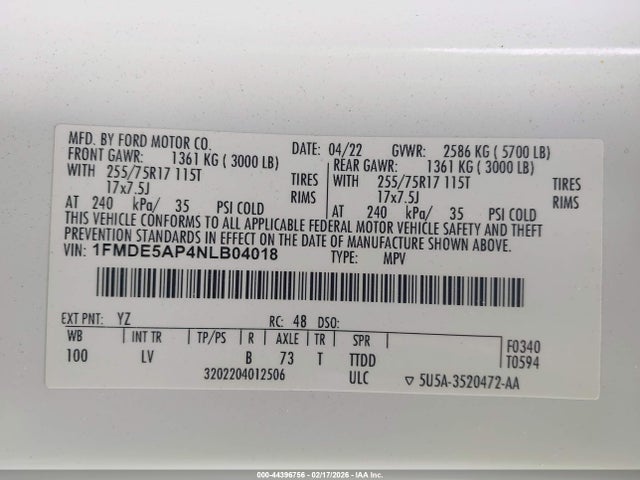 MFD. BY FORD MOTOR CO.
DATE: 04/22 GVWR: 2586 KG ( 5700 LB)
FRONT GAWR: 1361 KG ( 3000 LB)
WITH 255/75R17 115T TIRES
17x7.5J RIMS
AT 240 kPa/ 35 PSI COLD
REAR GAWR: 1361 KG ( 3000 LB)
WITH 255/75R17 115T TIRES
17x7.5J RIMS
AT 240 kPa/ 35 PSI COLD
THIS VEHICLE CONFORMS TO ALL APPLICABLE FEDERAL MOTOR VEHICLE SAFETY AND THEFT
PREVENTION STANDARDS IN EFFECT ON THE DATE OF MANUFACTURE SHOWN ABOVE.
VIN: 1FMDE5AP4NLB04018 TYPE: MPV
EXT PNT: YZ RC: 48 DSO:
WB INT TR TP/PS R AXLE TR SPR
100 LV B 73 T TTDD
F0340
T0594
3202204012506 ULC ▽ 5U5A-3520472-AA
000-44396756 - 02/17/2026 - IAAHOLDINGS, LLC